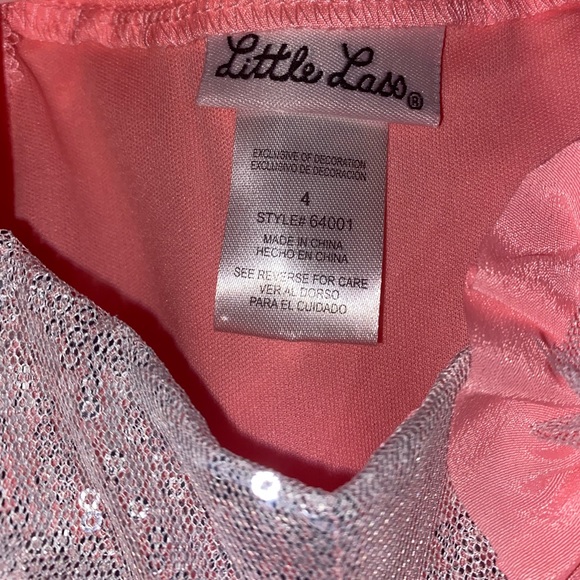 Little Lass®
EXCLUSIVE OF DECORATION
EXCLUSIVO DE DECORACIÓN
4
STYLE# 64001
MADE IN CHINA
HECHO EN CHINA
SEE REVERSE FOR CARE
VER AL DORSO
PARA EL CUIDADO